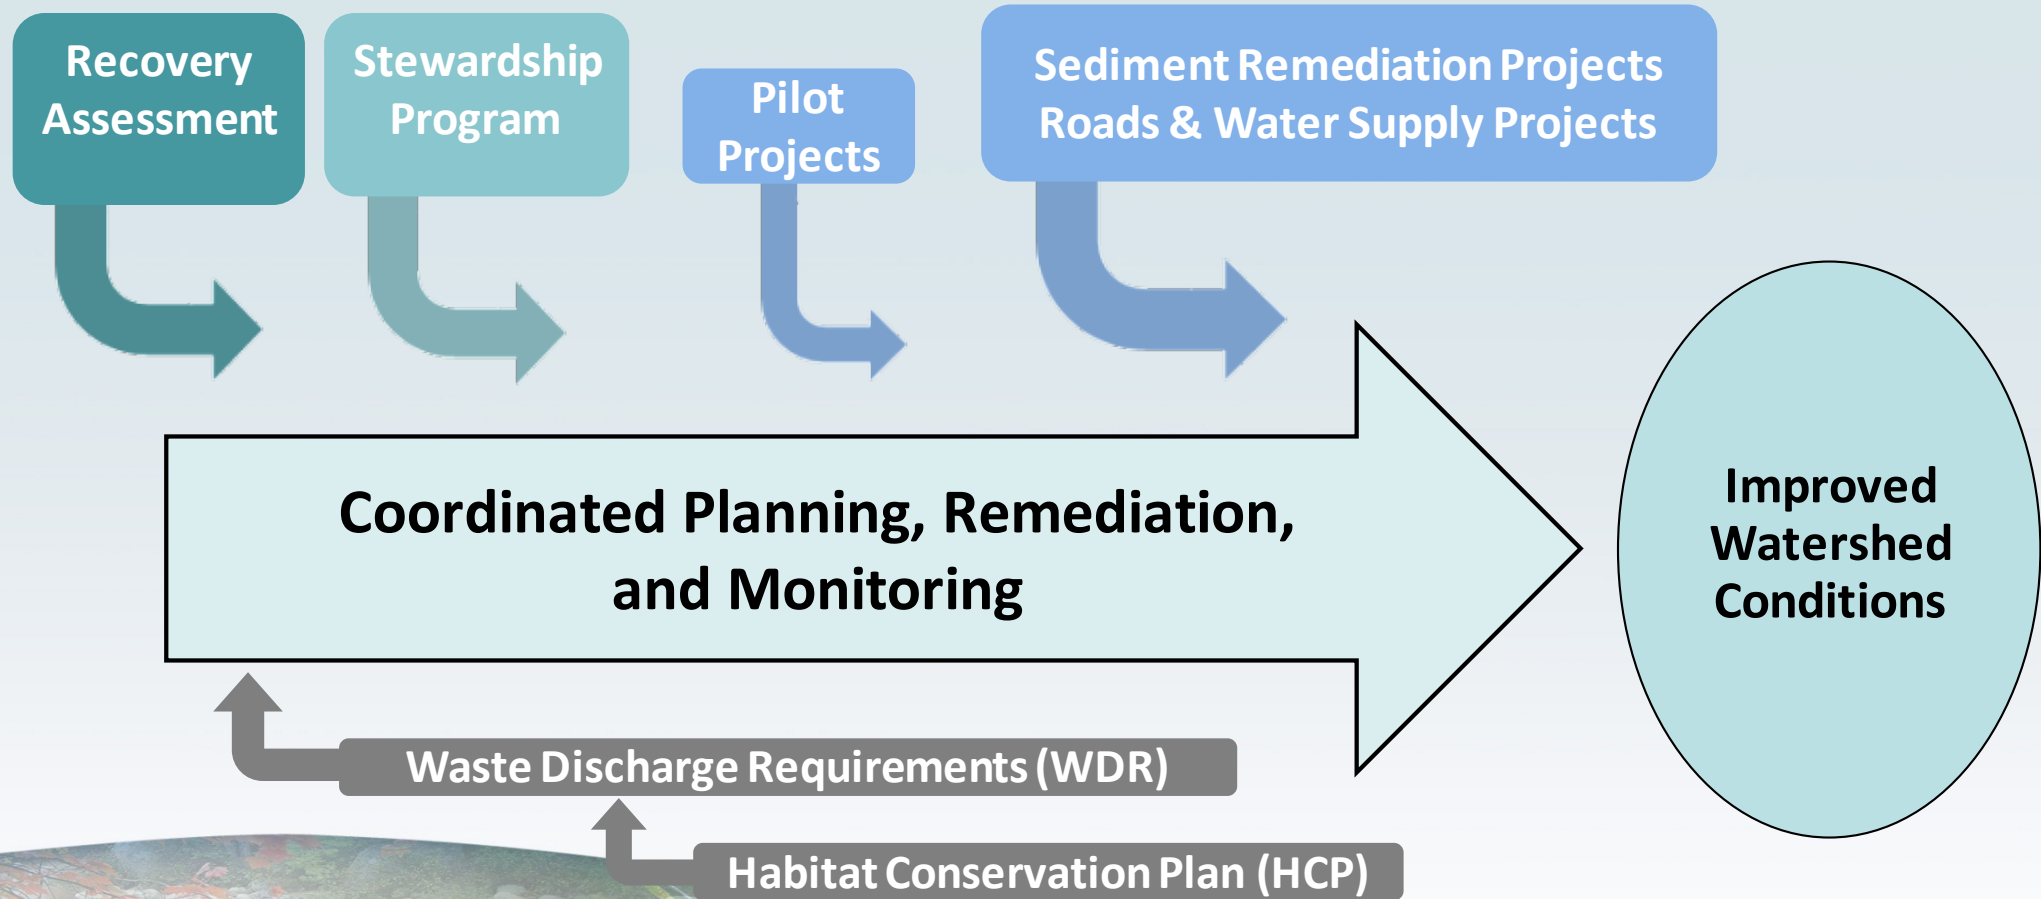 Recovery
Assessment
Stewardship
Program
Pilot
Projects
Sediment Remediation Projects
Roads & Water Supply Projects
Coordinated Planning, Remediation,
and Monitoring
Improved
Watershed
Conditions
Waste Discharge Requirements (WDR)
Habitat Conservation Plan (HCP)